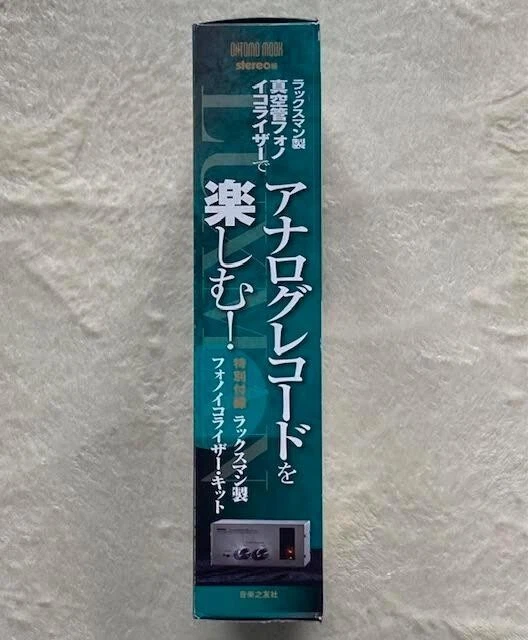 ONTOMO MOOK
stereo編
ラックスマン製
真空管フォノ
イコライザーで
アナログレコードを
楽しむ!
特別付録
ラックスマン製
フォノイコライザー・キット
LUXMAN
音楽之友社